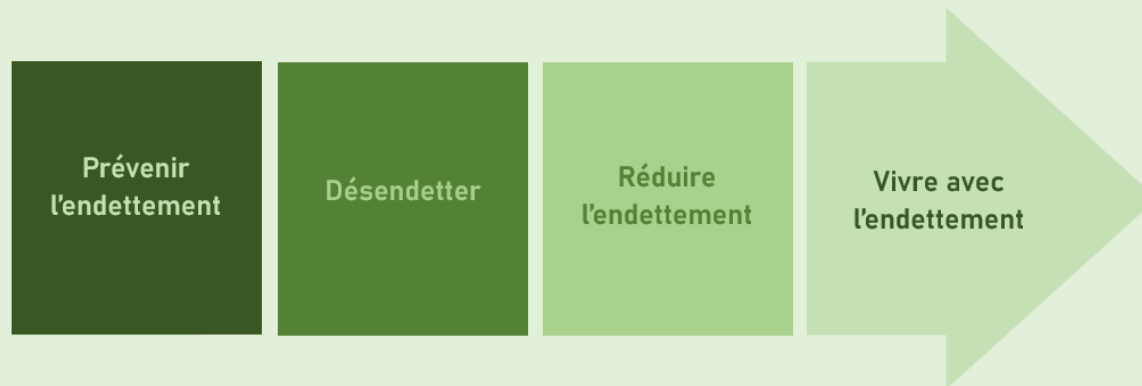 Prévenir
l’endettement
Désendetter
Réduire
l’endettement
Vivre avec
l’endettement